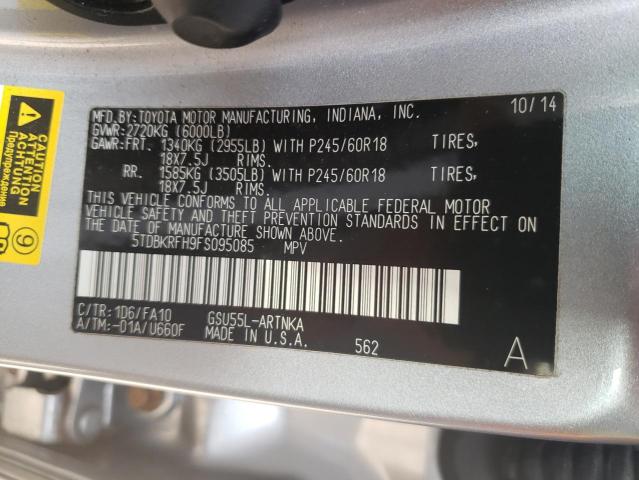 MFD.BY:TOYOTA MOTOR MANUFACTURING, INDIANA, INC. 10/14
GVWR:2720KG (6000LB)
GAWR:FRT. 1340KG (2955LB) WITH P245/60R18 TIRES,
18X7.5J RIMS.
RR. 1585KG (3505LB) WITH P245/60R18 TIRES,
18X7.5J RIMS.
THIS VEHICLE CONFORMS TO ALL APPLICABLE FEDERAL MOTOR
VEHICLE SAFETY AND THEFT PREVENTION STANDARDS IN EFFECT ON
THE DATE OF MANUFACTURE SHOWN ABOVE.
5TDBKRFH9FS095085 MPV
C/TR: 1D6/FA10 GSU55L-ARTNKA
A/TM:-01A/U660F MADE IN U.S.A. 562 A
CAUTION
ATTENTION
ACHTUNG
Предупреждение
9